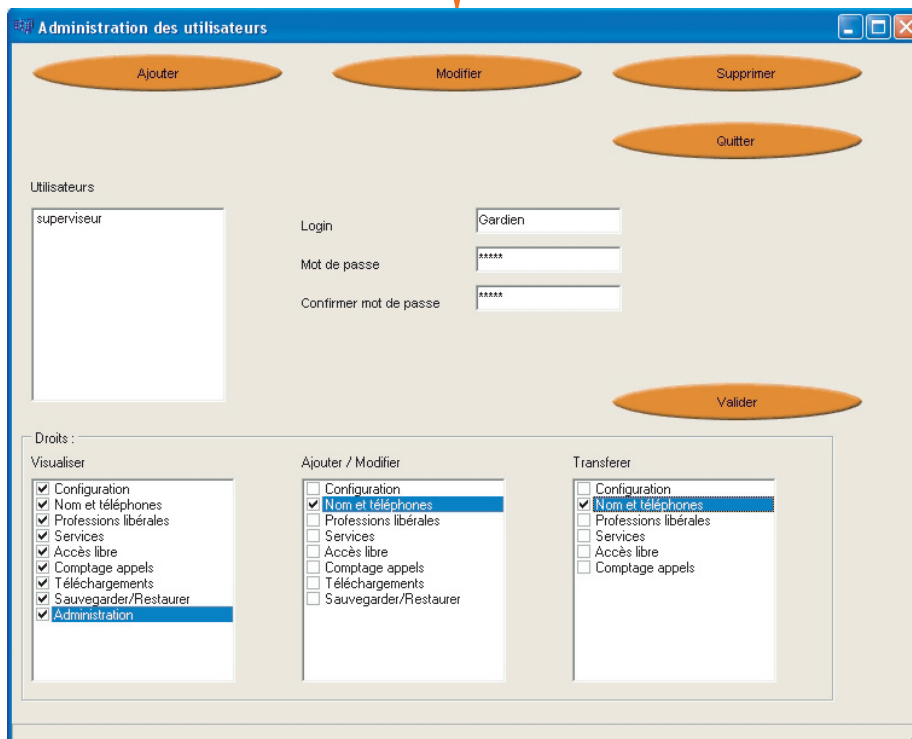 Administration des utilisateurs
Ajouter
Modifier
Supprimer
Quitter
Utilisateurs
superviseur
Login
Gardien
Mot de passe
*****
Confirmer mot de passe
*****
Valider
Droits :
Visualiser
Configuration
Nom et téléphones
Professions libérales
Services
Accès libre
Comptage appels
Téléchargements
Sauvegarder/Restaurer
Administration
Ajouter / Modifier
Configuration
Nom et téléphones
Professions libérales
Services
Accès libre
Comptage appels
Téléchargements
Sauvegarder/Restaurer
Transferer
Configuration
Nom et téléphones
Professions libérales
Services
Accès libre
Comptage appels